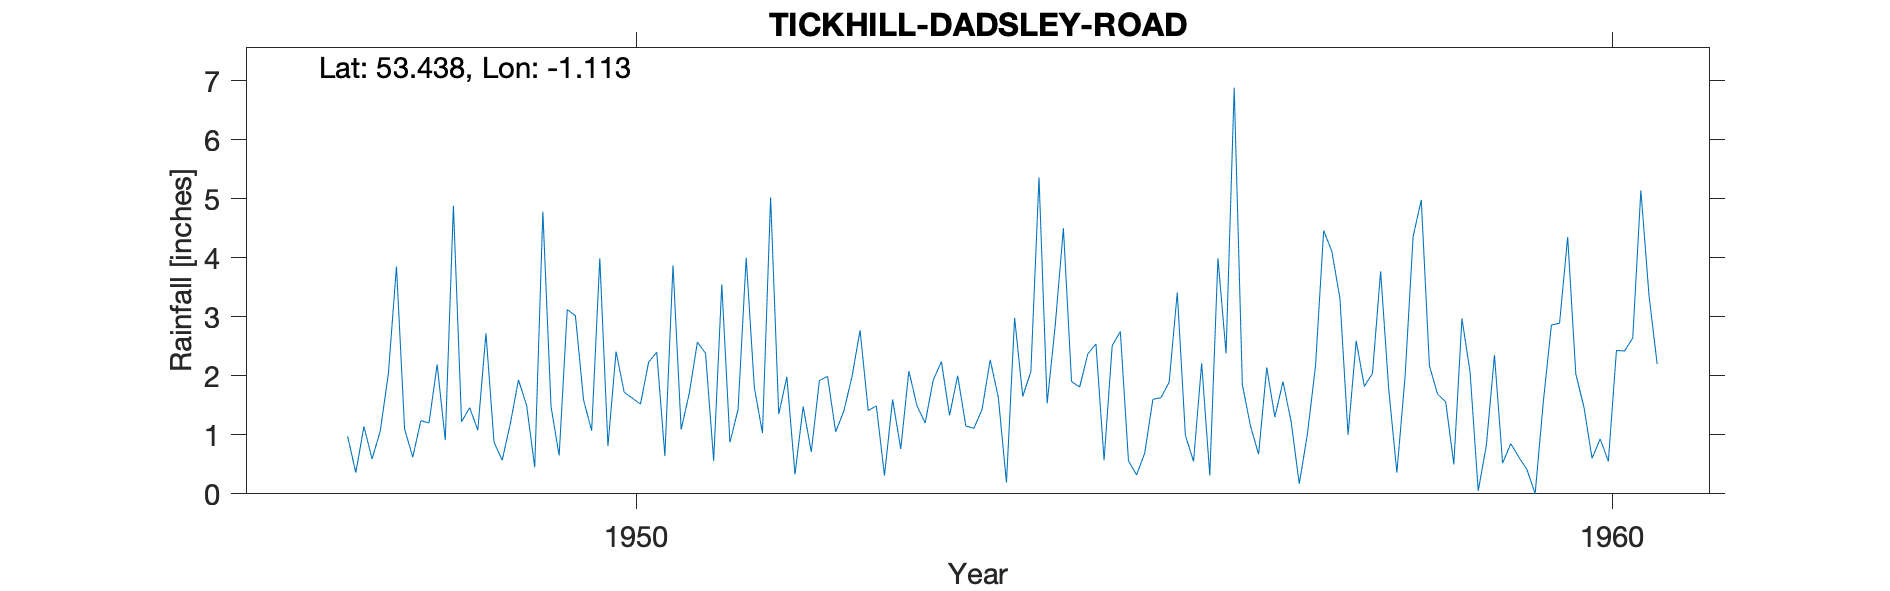 TICKHILL-DADSLEY-ROAD
Lat: 53.438, Lon: -1.113
Rainfall [inches]
7
6
5
4
3
2
1
0
1950
1960
Year